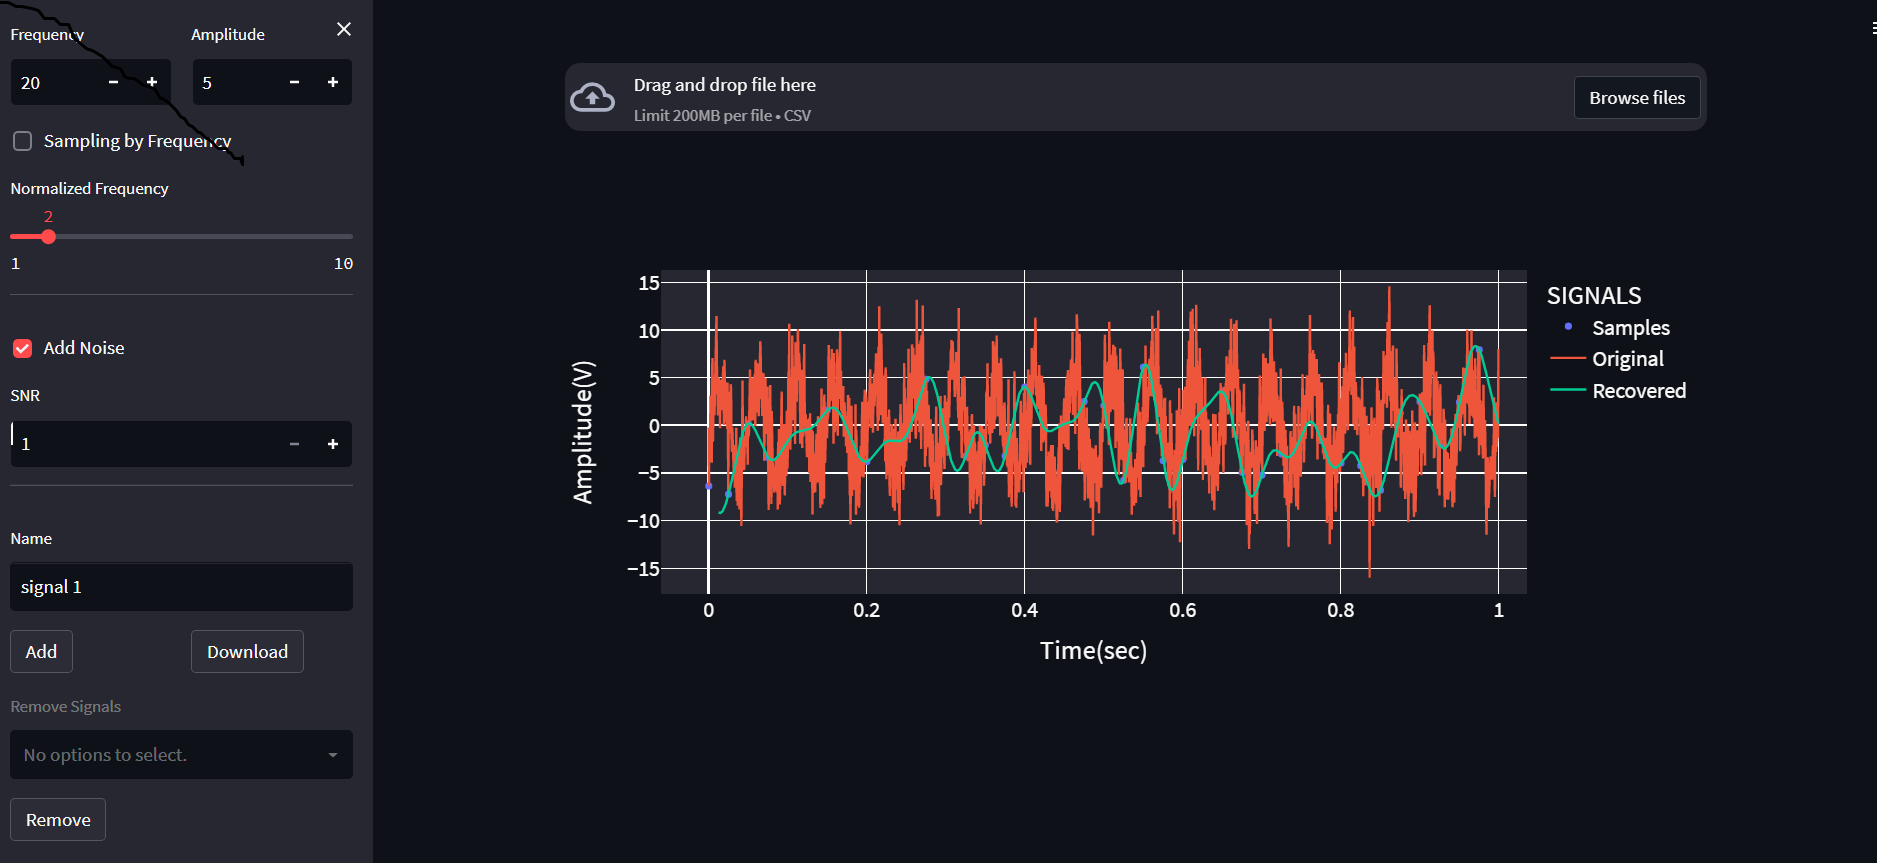 Frequency
Amplitude
20
5
Sampling by Frequency
Normalized Frequency
2
1
10
Add Noise
SNR
1
Name
signal 1
Add
Download
Remove Signals
No options to select.
Remove
Drag and drop file here
Limit 200MB per file • CSV
Browse files
15
10
5
0
−5
−10
−15
Amplitude(V)
0
0.2
0.4
0.6
0.8
1
Time(sec)
SIGNALS
Samples
Original
Recovered